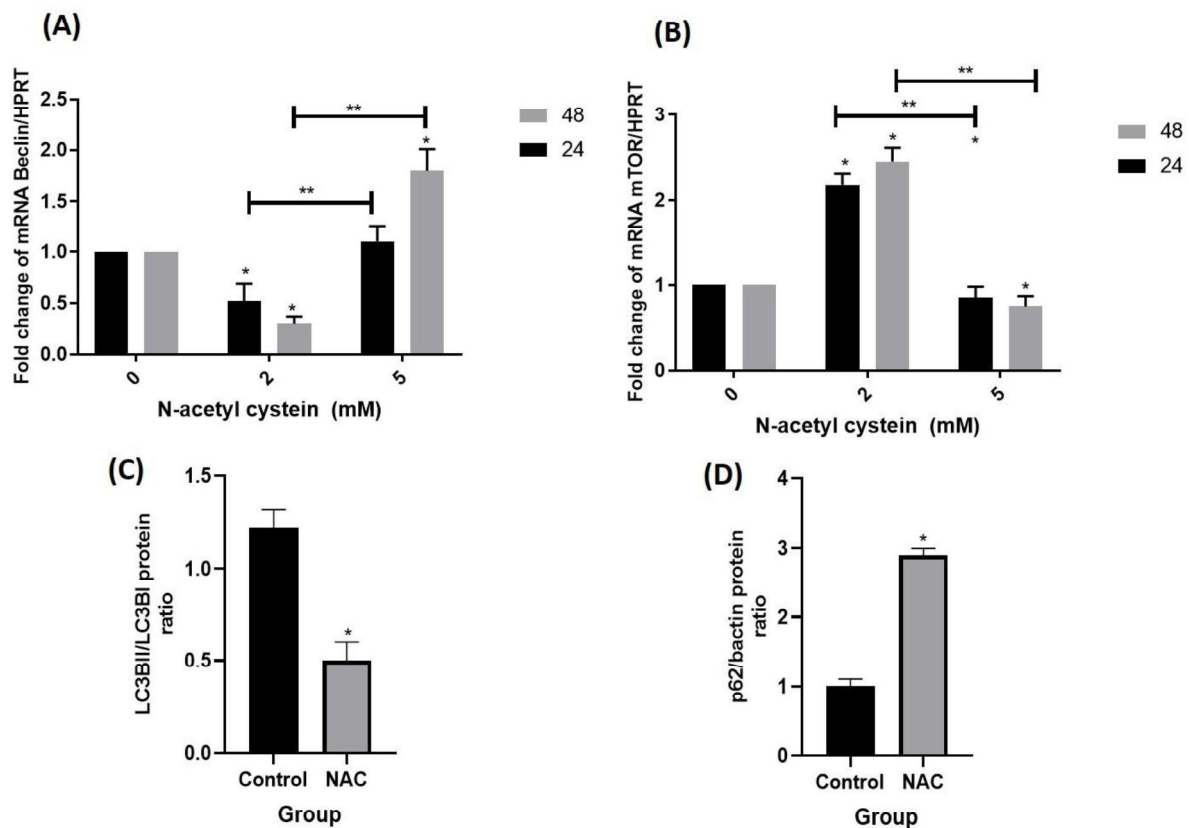 (A)
Fold change of mRNA Beclin/HPRT
2.5
2.0
1.5
1.0
0.5
0.0
**
**
*
*
*
0
2
5
N-acetyl cystein (mM)
48
24
(B)
Fold change of mRNA mTOR/HPRT
3
2
1
0
**
**
*
*
*
*
0
2
5
N-acetyl cystein (mM)
48
24
(C)
LC3BII/LC3BI protein
ratio
1.5
1.0
0.5
0.0
*
Control
NAC
Group
(D)
p62/bactin protein
ratio
4
3
2
1
0
*
Control
NAC
Group